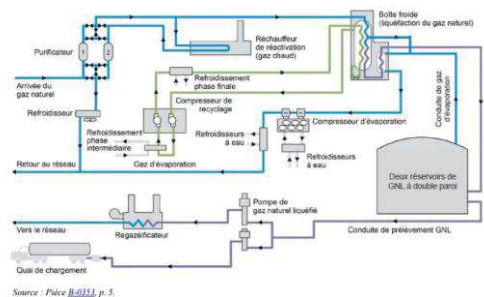 Boîte froide
(liquéfaction du gaz naturel)
Réchauffeur
de réactivation
(gaz chaud)
Purificateur
1
2
Arrivée du
gaz naturel
Refroidissement
phase finale
Compresseur de
recyclage
Refroidisseur
Refroidissement
phase
intermédiaire
Gaz d'évaporation
Refroidisseurs
à eau
Compresseur d'évaporation
Refroidisseurs
à eau
Conduite de gaz
d'évaporation
Retour au réseau
Deux réservoirs de
GNL à double paroi
Pompe de
gaz naturel liquéfié
Vers le réseau
Regazéificateur
Conduite de prélèvement GNL
Quai de chargement
Source : Pièce B-0353, p. 5.